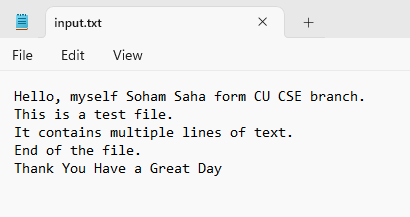 input.txt
File Edit View
Hello, myself Soham Saha form CU CSE branch.
This is a test file.
It contains multiple lines of text.
End of the file.
Thank You Have a Great Day